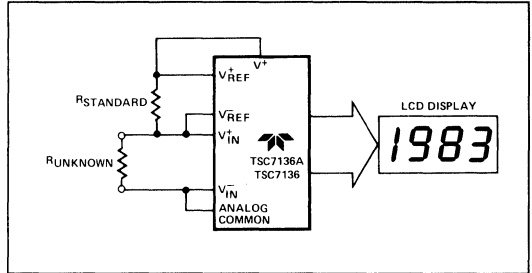 V+
V+REF
RSTANDARD
V-REF
LCD DISPLAY
V+IN
1983
TSC7136A
RUNKNOWN
TSC7136
V-IN
ANALOG
COMMON